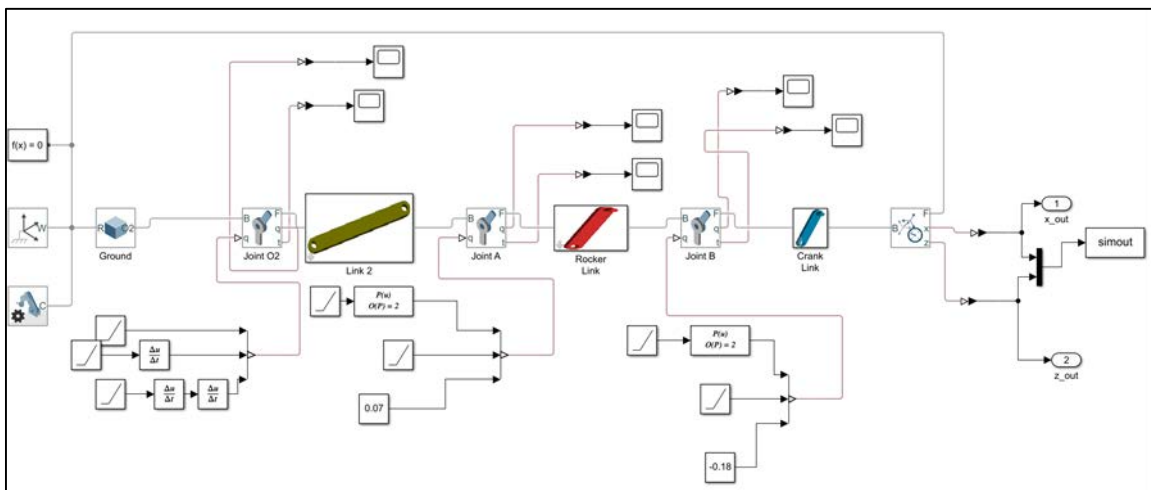 f(x) = 0
W
C
R
2
Ground
B
q
F
q
t
Joint O2
Link 2
B
q
F
q
t
Joint A
Rocker
Link
B
q
F
q
t
Joint B
Crank
Link
B
F
x
z
1
x_out
simout
2
z_out
Δu
Δt
Δu
Δt
Δu
Δt
P(u)
O(P) = 2
0.07
P(u)
O(P) = 2
-0.18